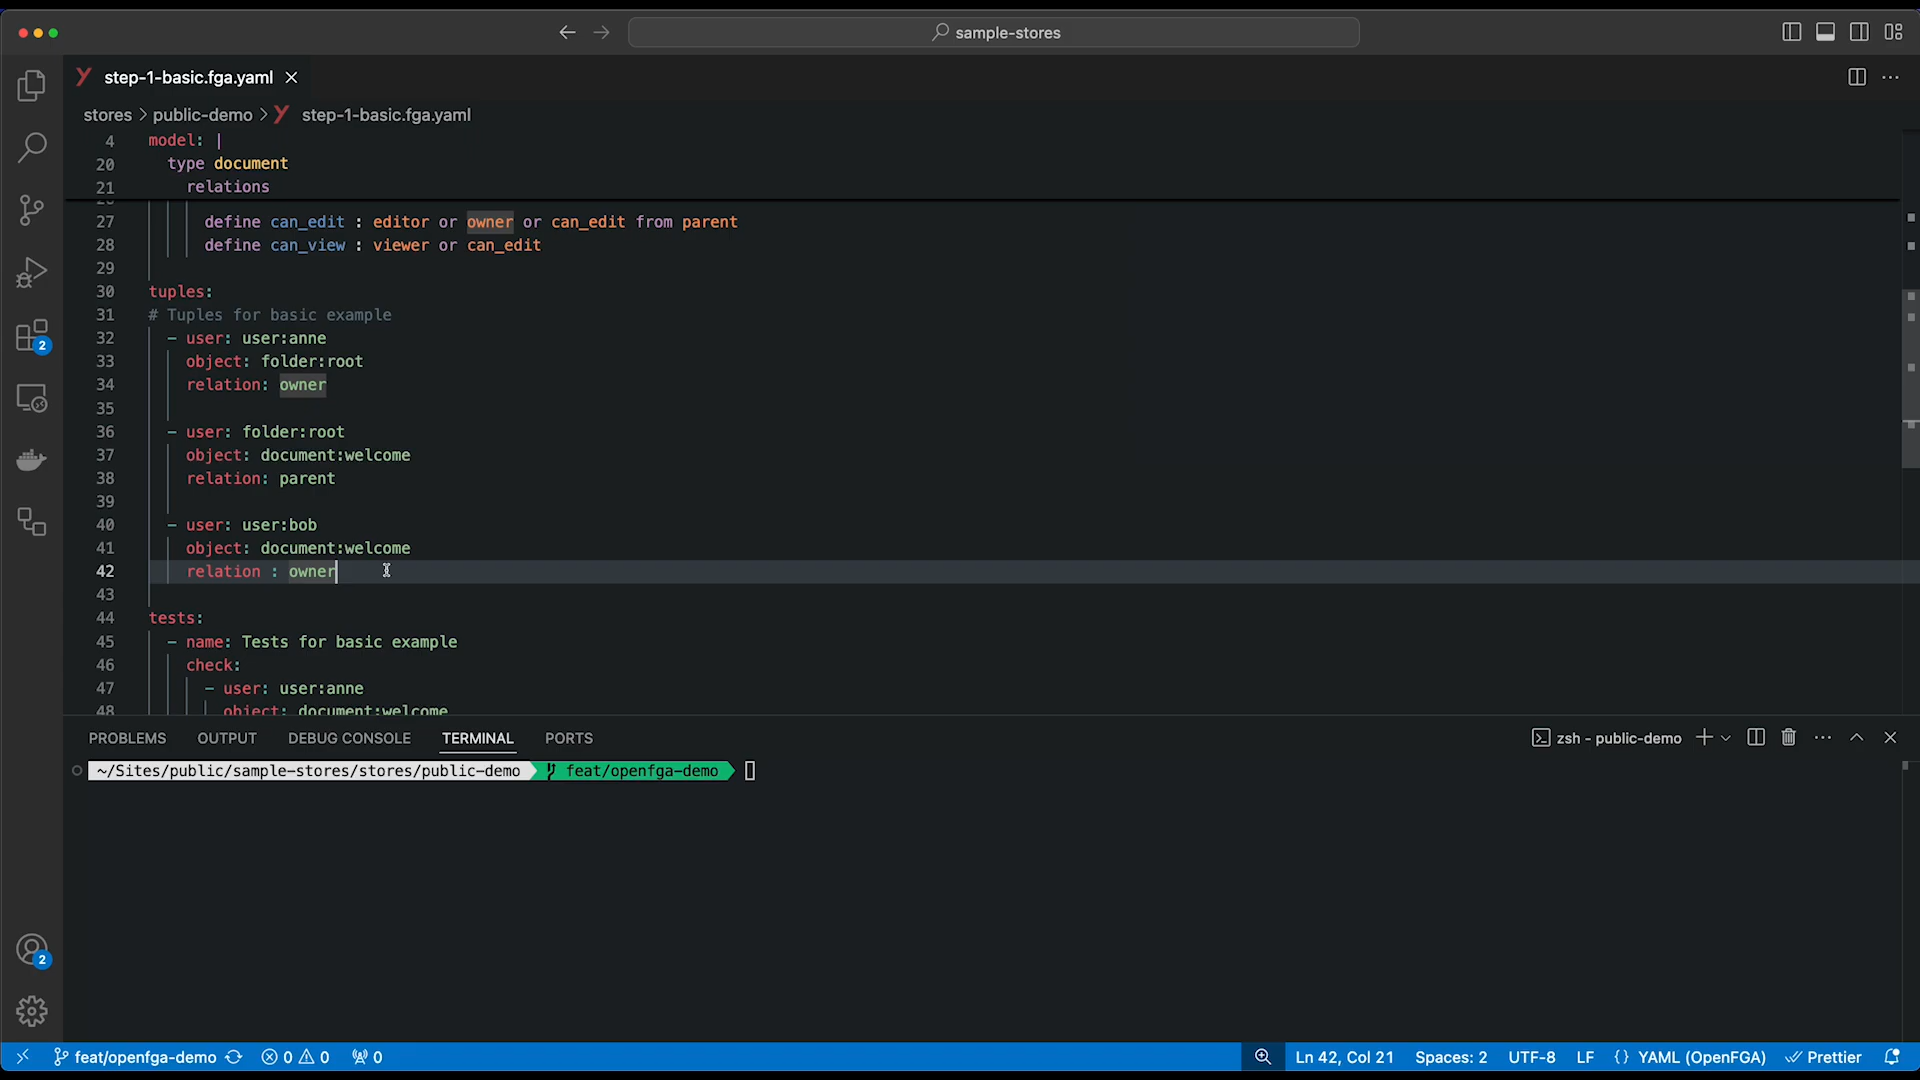 sample-stores
step-1-basic.fga.yaml
stores > public-demo > step-1-basic.fga.yaml
4 model: |
20 type document
21 relations
27 define can_edit : editor or owner or can_edit from parent
28 define can_view : viewer or can_edit
29
30 tuples:
31 # Tuples for basic example
32 - user: user:anne
33 object: folder:root
34 relation: owner
35
36 - user: folder:root
37 object: document:welcome
38 relation: parent
39
40 - user: user:bob
41 object: document:welcome
42 relation : owner
43
44 tests:
45 - name: Tests for basic example
46 check:
47 - user: user:anne
48 object: document:welcome
2
PROBLEMS OUTPUT DEBUG CONSOLE TERMINAL PORTS zsh - public-demo
~/Sites/public/sample-stores/stores/public-demo feat/openfga-demo
2
feat/openfga-demo 0 0 0 Ln 42, Col 21 Spaces: 2 UTF-8 LF {} YAML (OpenFGA) Prettier